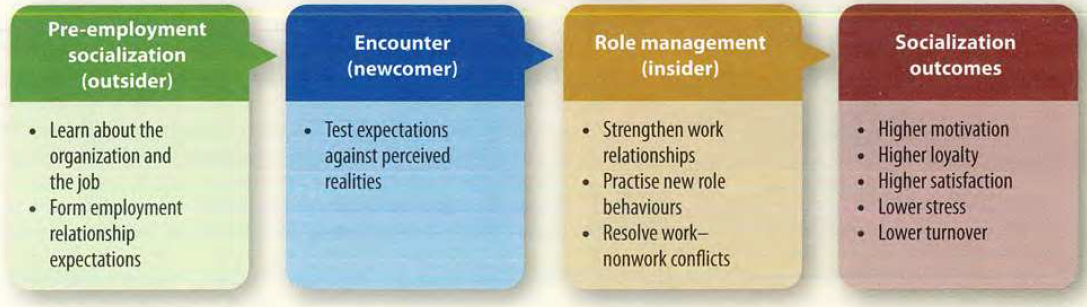 Pre-employment
socialization
(outsider)
• Learn about the
organization and
the job
• Form employment
relationship
expectations
Encounter
(newcomer)
• Test expectations
against perceived
realities
Role management
(insider)
• Strengthen work
relationships
• Practise new role
behaviours
• Resolve work–
nonwork conflicts
Socialization
outcomes
• Higher motivation
• Higher loyalty
• Higher satisfaction
• Lower stress
• Lower turnover